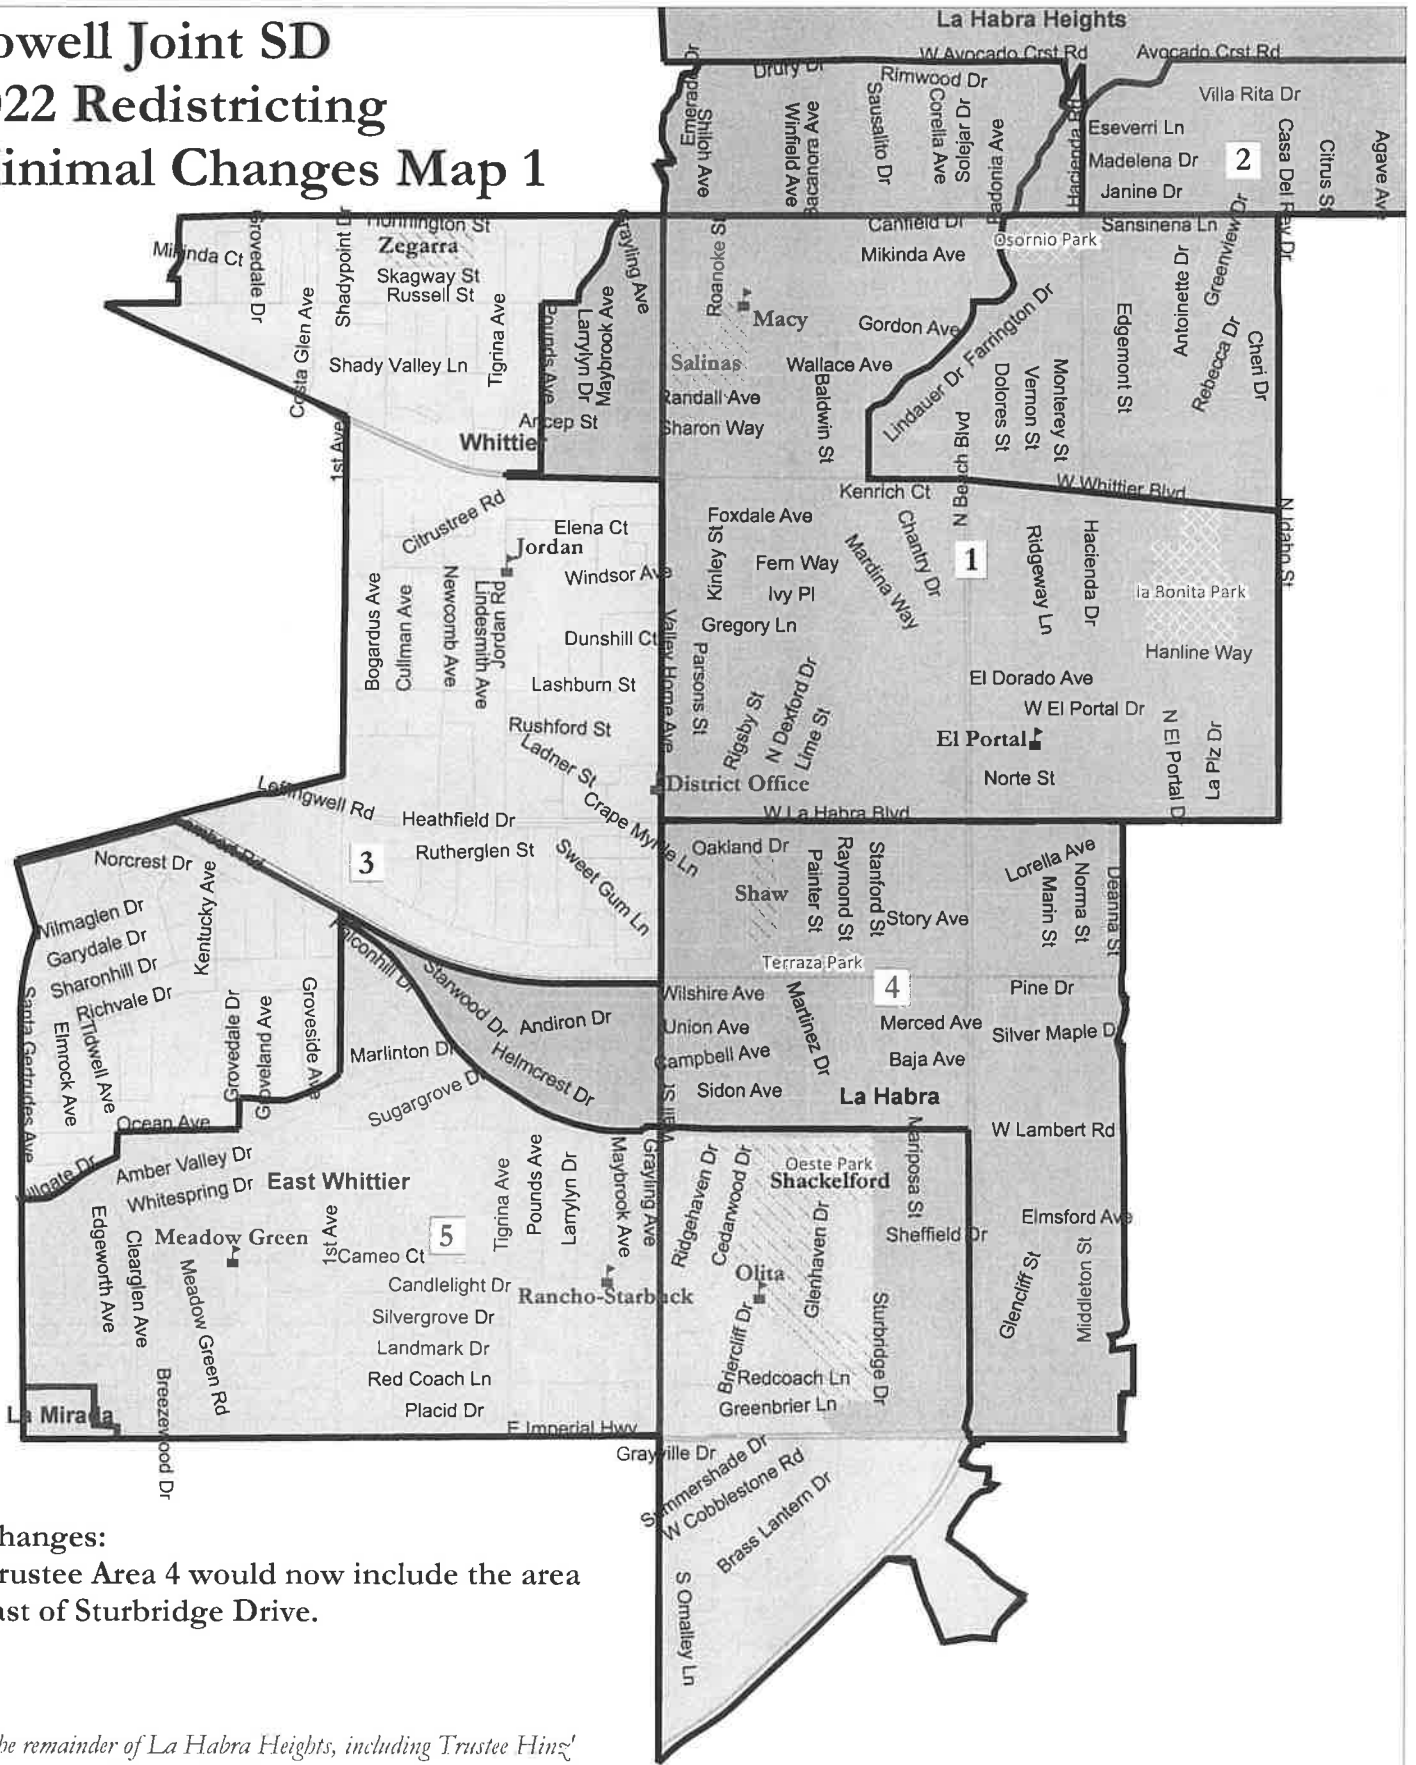 owell Joint SD
022 Redistricting
inimal Changes Map 1
La Habra Heights
W Avocado Crst Rd
Avocado Crst Rd
Drury Dr
Rimwood Dr
Villa Rita Dr
Shiloh Ave
Winfield Ave
Bacanora Ave
Sausalito Dr
Corella Ave
Solejar Dr
Radonia Ave
Hacienda Rd
Eseverri Ln
Madelena Dr
Janine Dr
2
Casa Del Rey Dr
Citrus St
Agave Ave
Sansinena Ln
Canfield Dr
Osornio Park
Mikinda Ave
Mikinda Ct
Grovedale Dr
Shadypoint Dr
Zegarra
Skagway St
Russell St
Costa Glen Ave
Tigrina Ave
Shady Valley Ln
Grayling Ave
Pounds Ave
Larrylyn Dr
Maybrook Ave
Roanoke St
Macy
Salinas
Gordon Ave
Wallace Ave
Randall Ave
Sharon Way
Baldwin St
Lindauer Dr
Farrington Dr
Dolores St
Vernon St
Monterey St
Edgemont St
Antoinette Dr
Greenview Dr
Rebecca Dr
Cheri Dr
Whittier
1st Ave
N Beach Blvd
W Whittier Blvd
Kenrich Ct
N Idaho St
Citrustree Rd
Elena Ct
Jordan
Windsor Ave
Foxdale Ave
Kinley St
Fern Way
Ivy Pl
Gregory Ln
Mardina Way
Chantry Dr
1
Ridgeway Ln
Hacienda Dr
la Bonita Park
Hanline Way
Bogardus Ave
Cullman Ave
Newcomb Ave
Lindesmith Ave
Jordan Rd
Dunshill Ct
Lashburn St
Valley Home Ave
Parsons St
Rigsby St
N Dexford Dr
Lime St
El Dorado Ave
W El Portal Dr
El Portal
Norte St
N El Portal D
La Plz Dr
Rushford St
Ladner St
District Office
Crape Myrtle Ln
W La Habra Blvd
Leffingwell Rd
Heathfield Dr
Rutherglen St
Sweet Gum Ln
3
Lambert Rd
Norcrest Dr
Kentucky Ave
Garydale Dr
Sharonhill Dr
Richvale Dr
Oakland Dr
Shaw
Painter St
Raymond St
Stanford St
Story Ave
Lorella Ave
Marin St
Norma St
Deanna St
Terraza Park
4
Pine Dr
Falconhill Dr
Starwood Dr
Andiron Dr
Helmcrest Dr
Wilshire Ave
Union Ave
Campbell Ave
Sidon Ave
Martinez Dr
Merced Ave
Baja Ave
Silver Maple D
La Habra
Santa Gertrudes Ave
Elmrock Ave
Tidwell Ave
Grovedale Dr
Goveland Ave
Groveside Ave
Marlinton Dr
Sugargrove D
Ocean Ave
Amber Valley Dr
Whitespring Dr
East Whittier
W Lambert Rd
Mariposa St
Oeste Park
Shackelford
Edgeworth Ave
Clearglen Ave
Meadow Green
Meadow Green Rd
1st Ave
5
Cameo Ct
Tigrina Ave
Pounds Ave
Larrylyn Dr
Maybrook Ave
Grayling Ave
Ridgehaven Dr
Cedarwood Dr
Glenhaven Dr
Sheffield Dr
Elmsford Ave
Glencliff St
Middleton St
Candlelight Dr
Rancho-Starbuck
Olita
Briercliff Dr
Sturbridge Dr
Silvergrove Dr
Landmark Dr
Red Coach Ln
Placid Dr
Redcoach Ln
Greenbrier Ln
La Mirada
Breezewood Dr
E Imperial Hwy
Grayville Dr
Summershade Dr
W Cobblestone Rd
Brass Lantern Dr
S Omalley Ln
hanges:
rustee Area 4 would now include the area
ast of Sturbridge Drive.
he remainder of La Habra Heights, including Trustee Hinz'